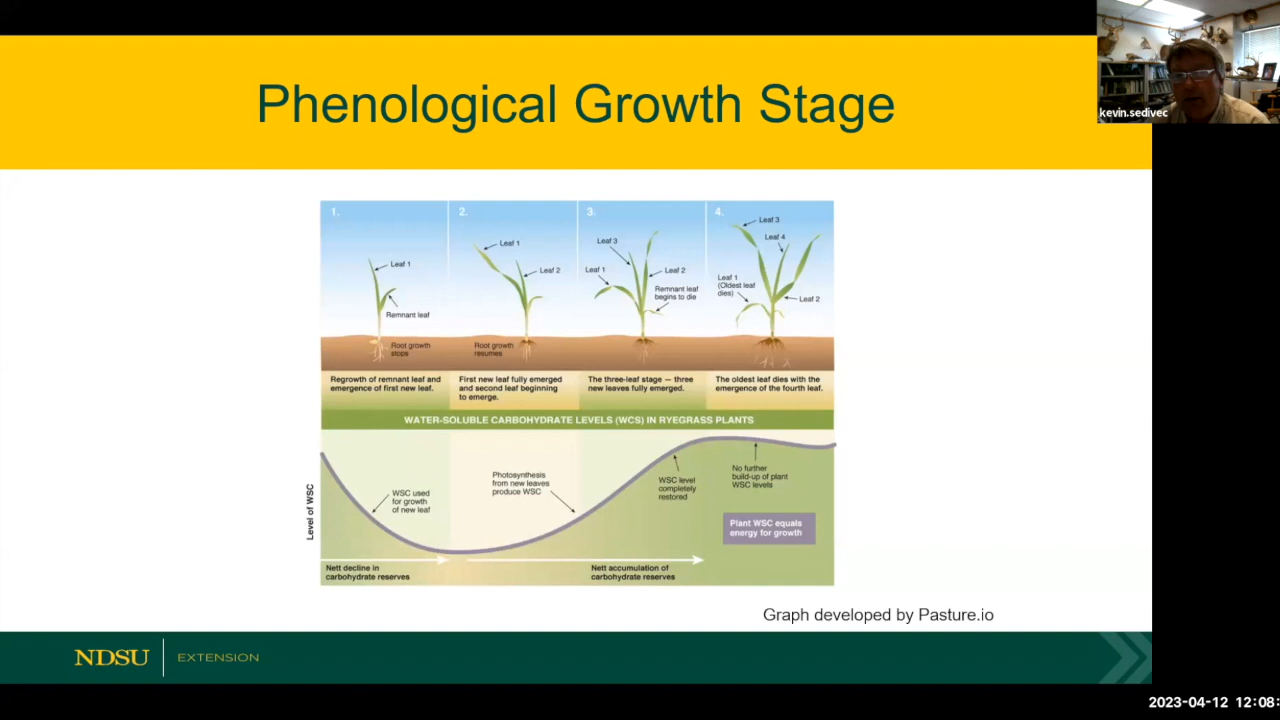 Phenological Growth Stage
kevin.sedivec
1.
Leaf 1
Remnant leaf
Root growth
stops
2.
Leaf 1
Leaf 2
Root growth
resumes
3.
Leaf 3
Leaf 1
Leaf 2
Remnant leaf
begins to die
4.
Leaf 3
Leaf 4
Leaf 1
(Oldest leaf
dies)
Leaf 2
Regrowth of remnant leaf and
emergence of first new leaf.
First new leaf fully emerged
and second leaf beginning
to emerge.
The three-leaf stage — three
new leaves fully emerged.
The oldest leaf dies with the
emergence of the fourth leaf.
WATER-SOLUBLE CARBOHYDRATE LEVELS (WCS) IN RYEGRASS PLANTS
Level of WSC
WSC used
for growth
of new leaf
Photosynthesis
from new leaves
produce WSC
WSC level
completely
restored
No further
build-up of plant
WSC levels
Plant WSC equals
energy for growth
Nett decline in
carbohydrate reserves
Nett accumulation of
carbohydrate reserves
Graph developed by Pasture.io
NDSU EXTENSION
2023-04-12 12:08: